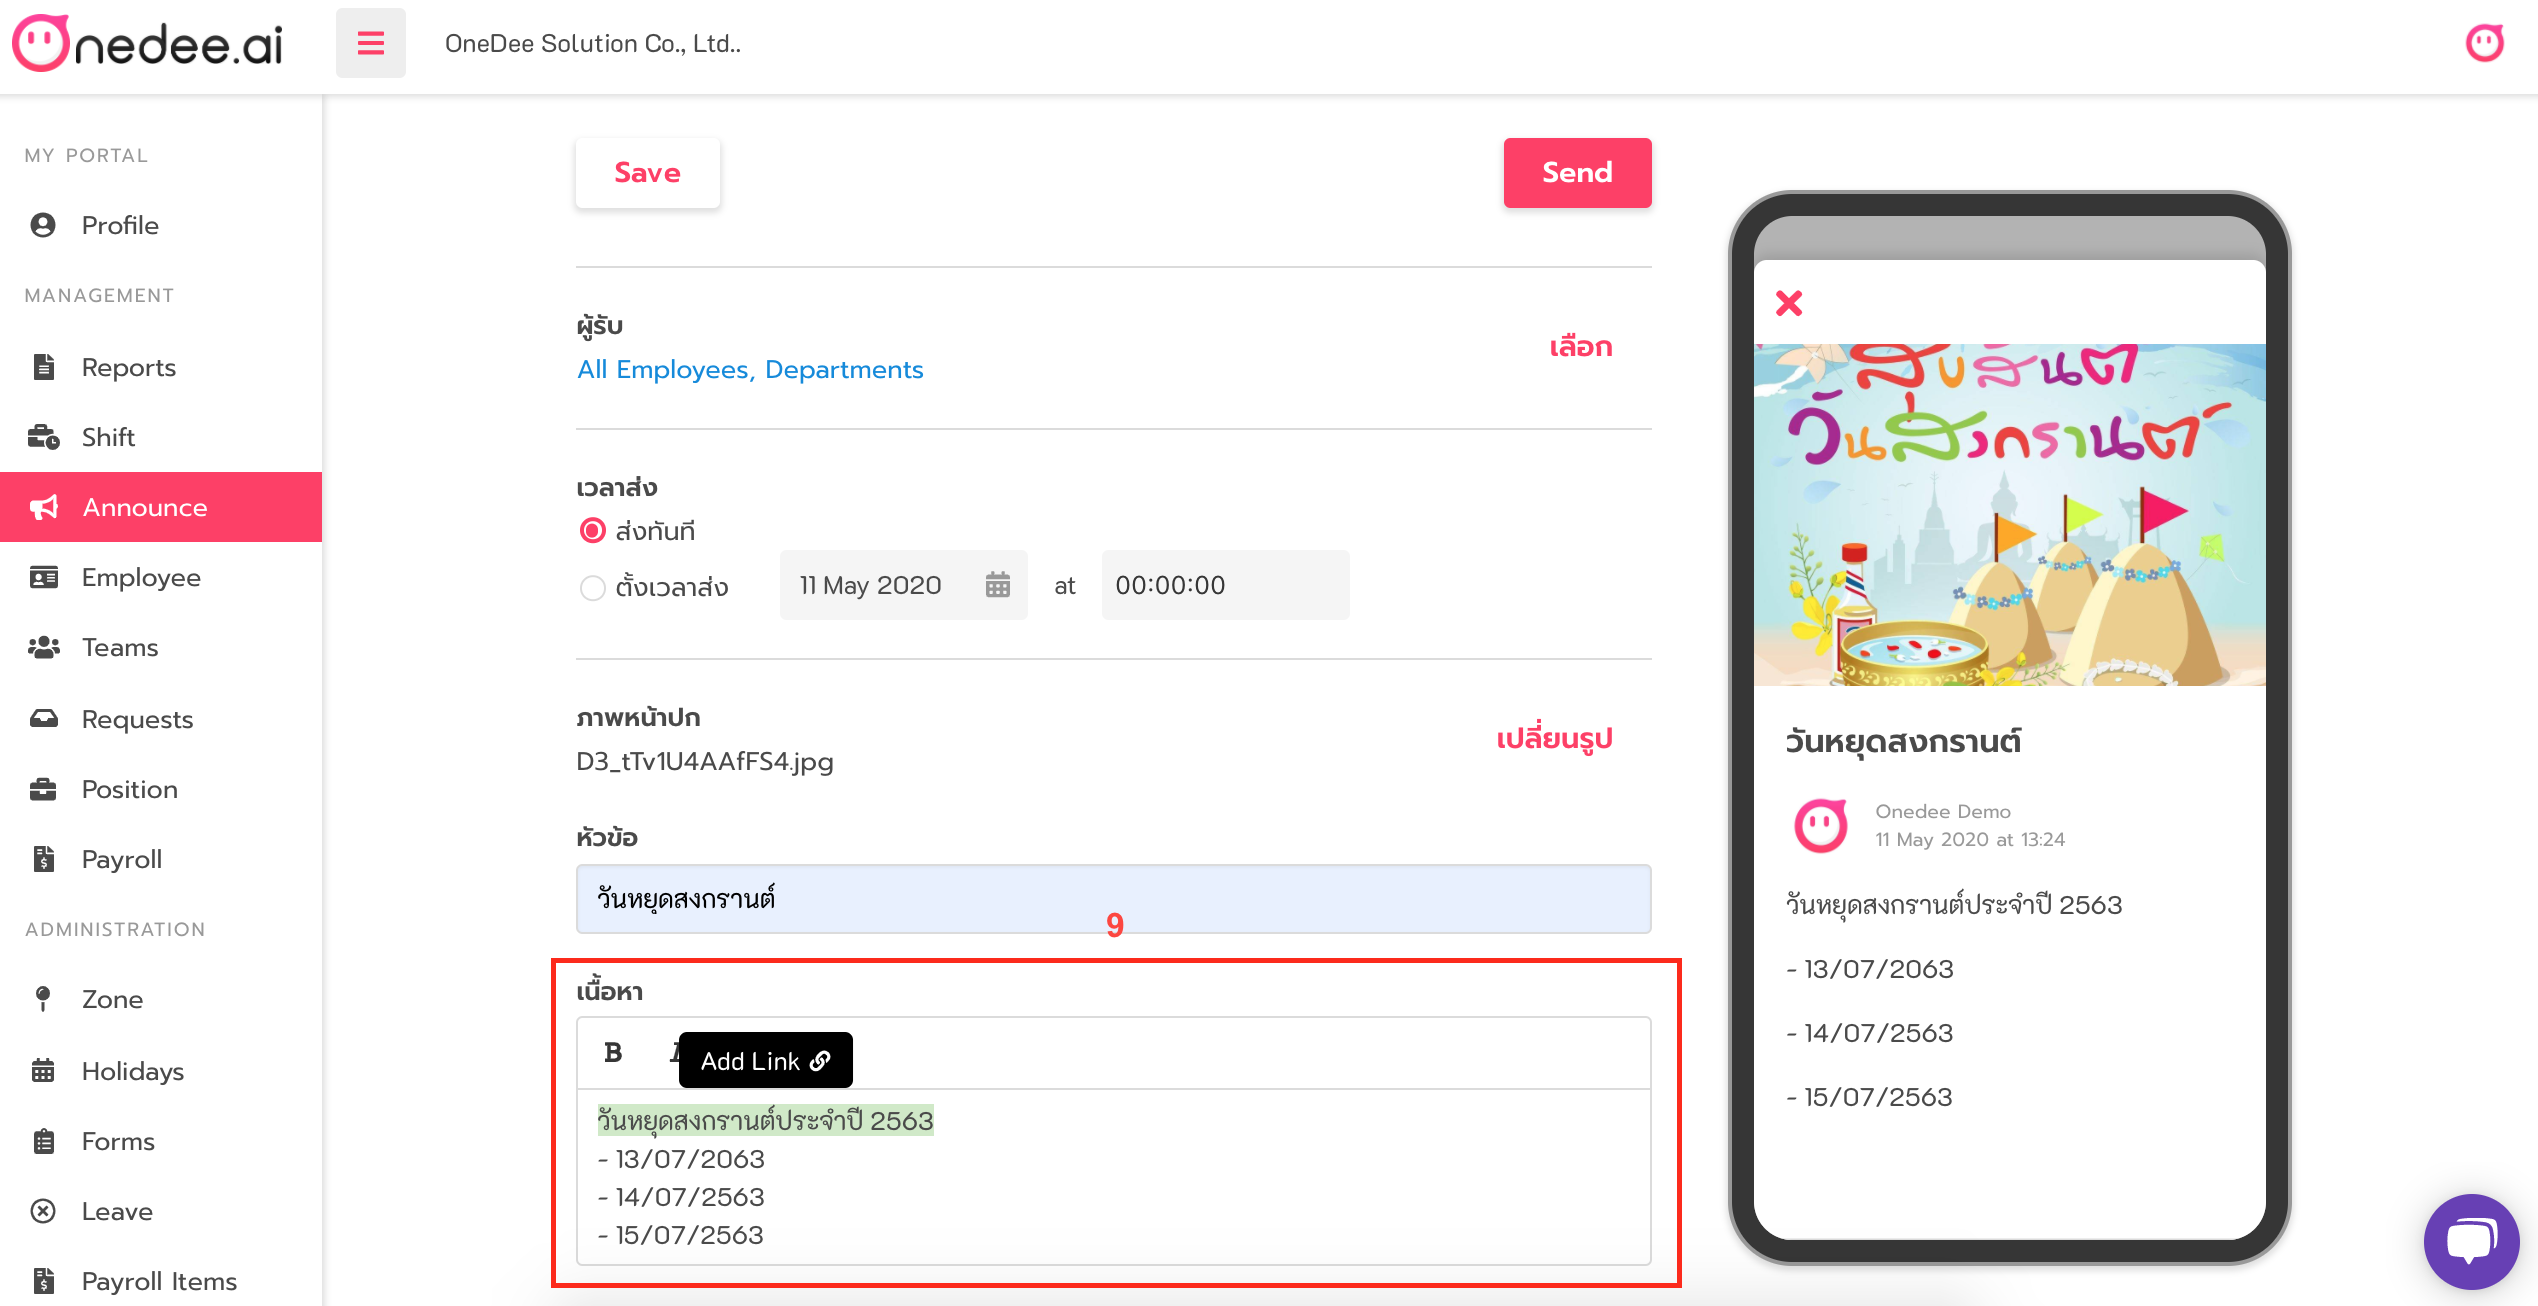 Onedee.ai
OneDee Solution Co., Ltd..
MY PORTAL
Profile
MANAGEMENT
Reports
Shift
Announce
Employee
Teams
Requests
Position
Payroll
ADMINISTRATION
Zone
Holidays
Forms
Leave
Payroll Items
Save
Send
ผู้รับ
All Employees, Departments
เลือก
เวลาส่ง
ส่งทันที
ตั้งเวลาส่ง
11 May 2020
at
00:00:00
ภาพหน้าปก
D3_tTv1U4AAfFS4.jpg
เปลี่ยนรูป
หัวข้อ
วันหยุดสงกรานต์
9
เนื้อหา
B
I
Add Link
วันหยุดสงกรานต์ประจำปี 2563
- 13/07/2063
- 14/07/2563
- 15/07/2563
สุขสันต์
วันสงกรานต์
วันหยุดสงกรานต์
Onedee Demo
11 May 2020 at 13:24
วันหยุดสงกรานต์ประจำปี 2563
- 13/07/2063
- 14/07/2563
- 15/07/2563